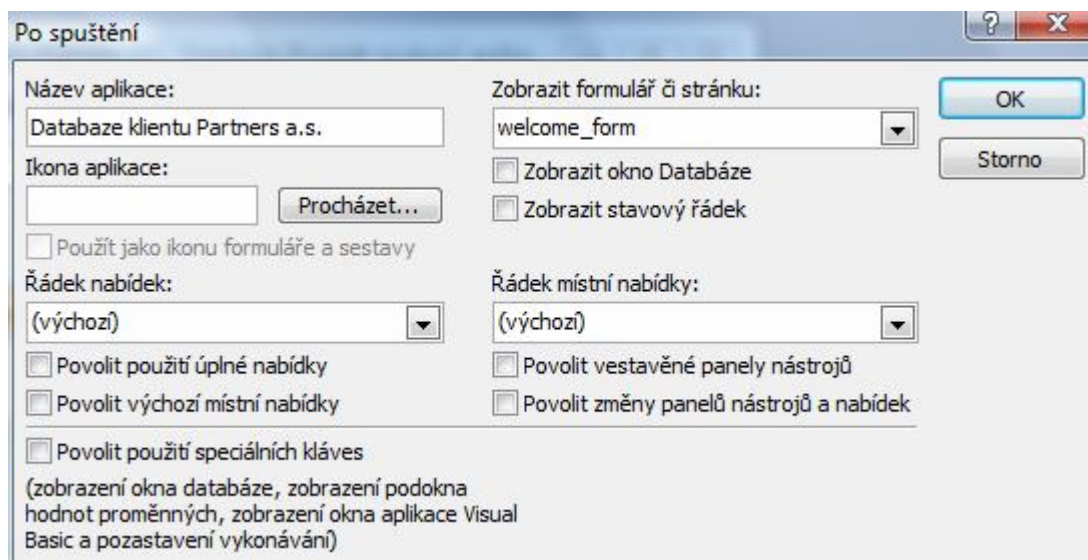 Po spuštění
Název aplikace:
Databaze klientu Partners a.s.
Ikona aplikace:
Procházet...
Použít jako ikonu formuláře a sestavy
Řádek nabídek:
(výchozí)
Povolit použití úplné nabídky
Povolit výchozí místní nabídky
Zobrazit formulář či stránku:
welcome_form
Zobrazit okno Databáze
Zobrazit stavový řádek
Řádek místní nabídky:
(výchozí)
Povolit vestavěné panely nástrojů
Povolit změny panelů nástrojů a nabídek
OK
Storno
Povolit použití speciálních kláves
(zobrazení okna databáze, zobrazení podokna
hodnot proměnných, zobrazení okna aplikace Visual
Basic a pozastavení vykonávání)